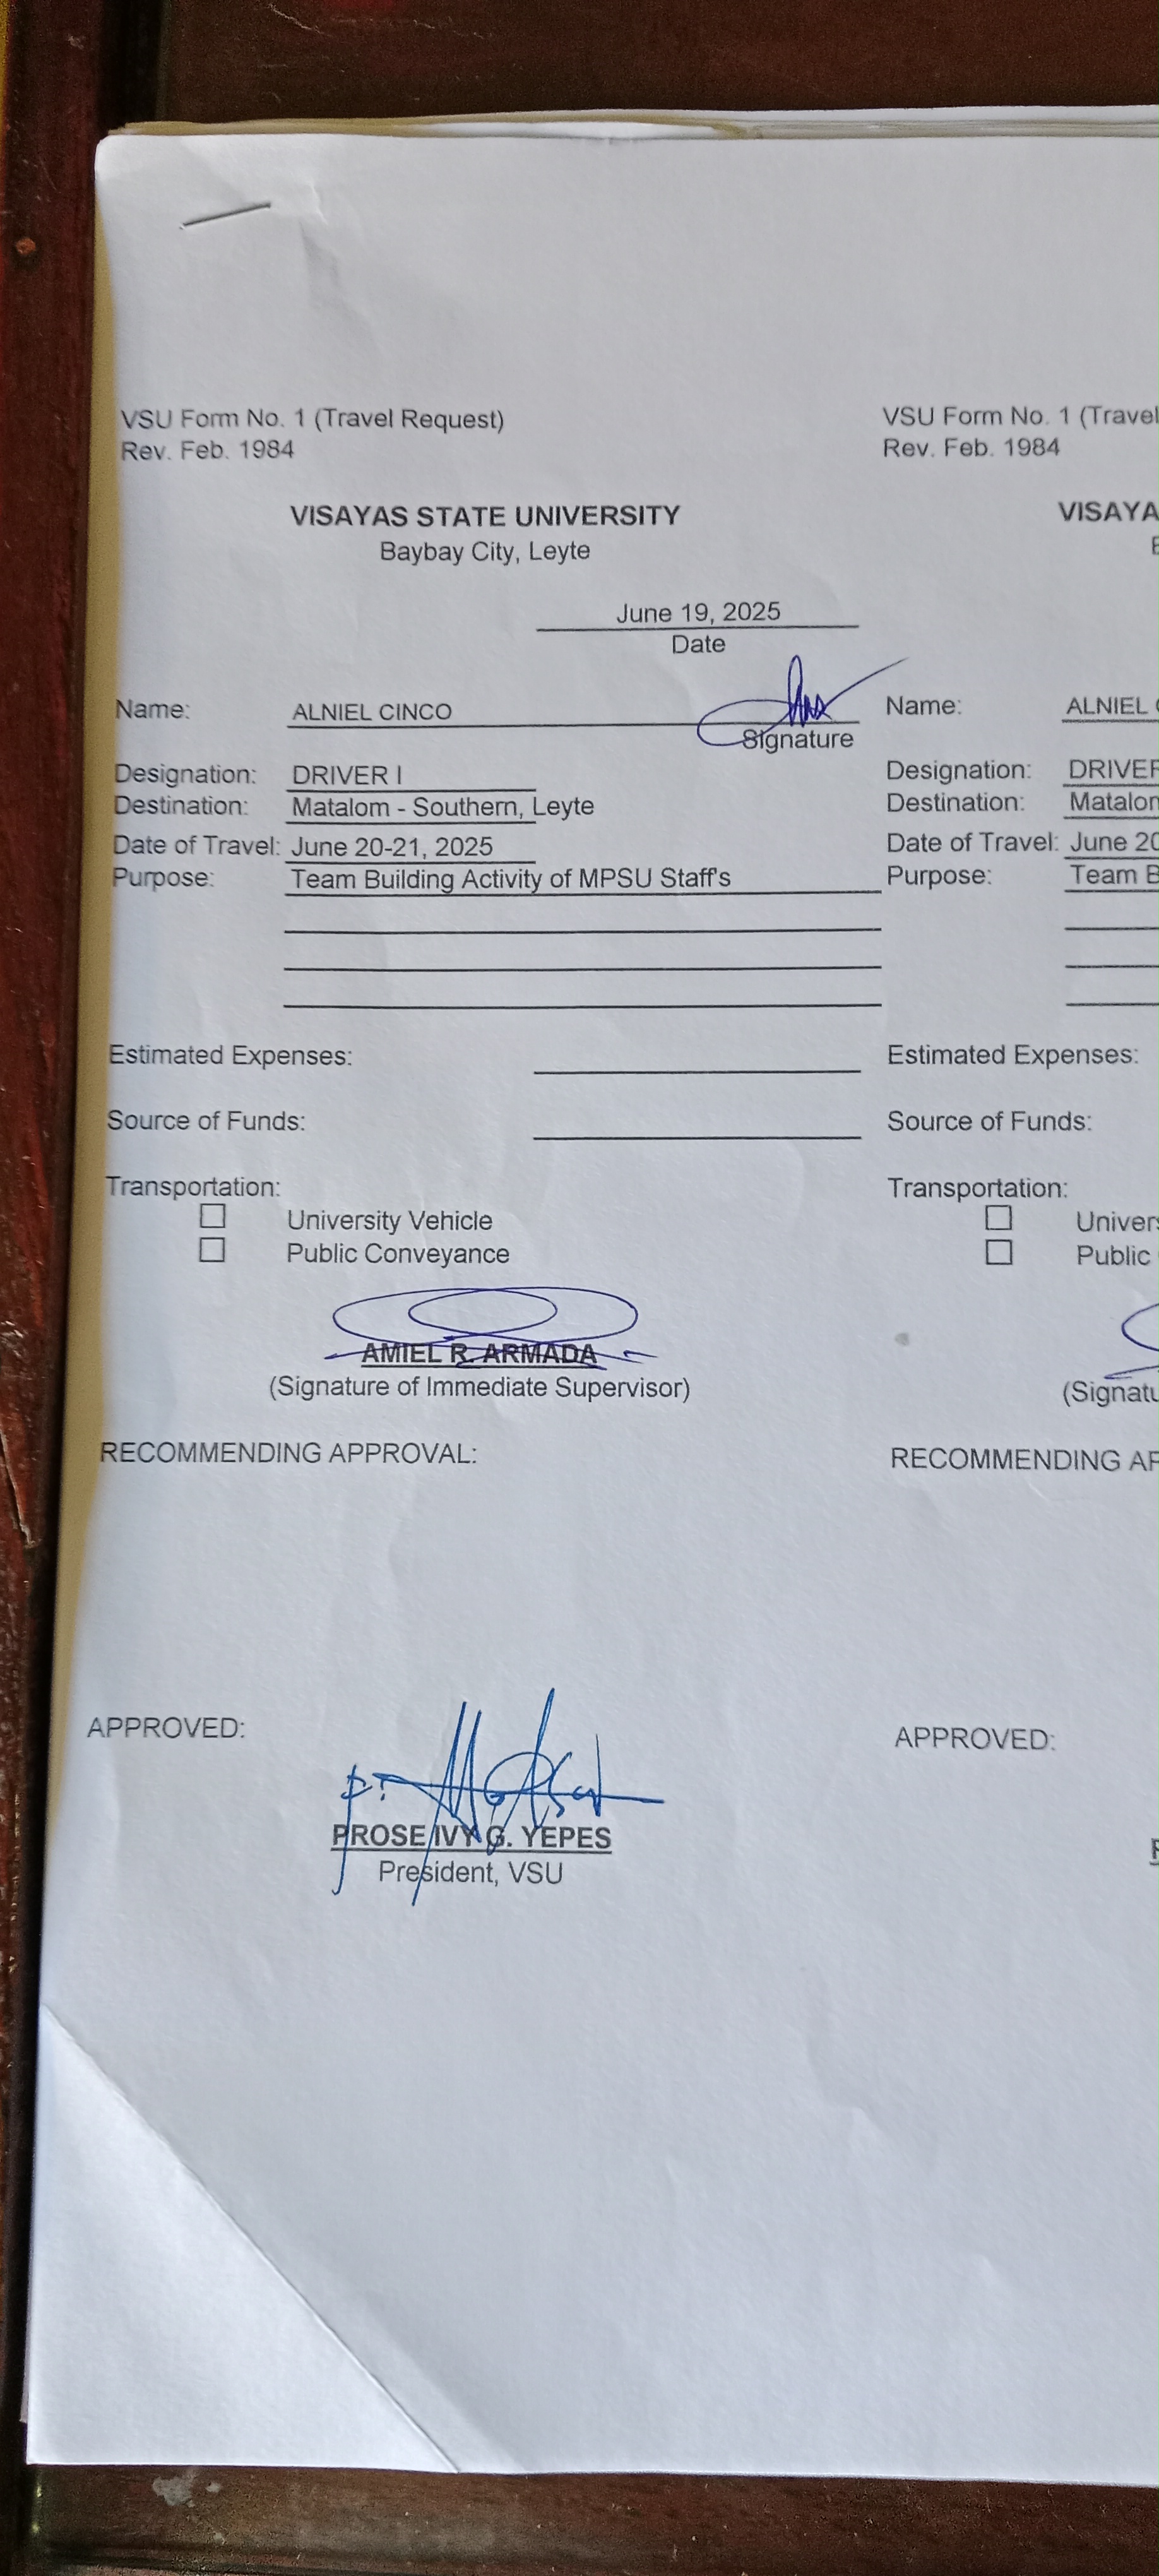 VSU Form No. 1 (Travel Request)
Rev. Feb. 1984
VISAYAS STATE UNIVERSITY
Baybay City, Leyte
June 19, 2025
Date
Name: ALNIEL CINCO
Signature
Designation: DRIVER I
Destination: Matalom - Southern, Leyte
Date of Travel: June 20-21, 2025
Purpose: Team Building Activity of MPSU Staff's
Estimated Expenses:
Source of Funds:
Transportation:
University Vehicle
Public Conveyance
AMIEL R. ARMADA
(Signature of Immediate Supervisor)
RECOMMENDING APPROVAL:
APPROVED:
PROSE IVY G. YEPES
President, VSU
VSU Form No. 1 (Travel
Rev. Feb. 1984
VISAYA
Name: ALNIEL
Designation: DRIVER
Destination: Matalom
Date of Travel: June 20
Purpose: Team B
Estimated Expenses:
Source of Funds:
Transportation:
Univers
Public
(Signatu
RECOMMENDING AP
APPROVED: